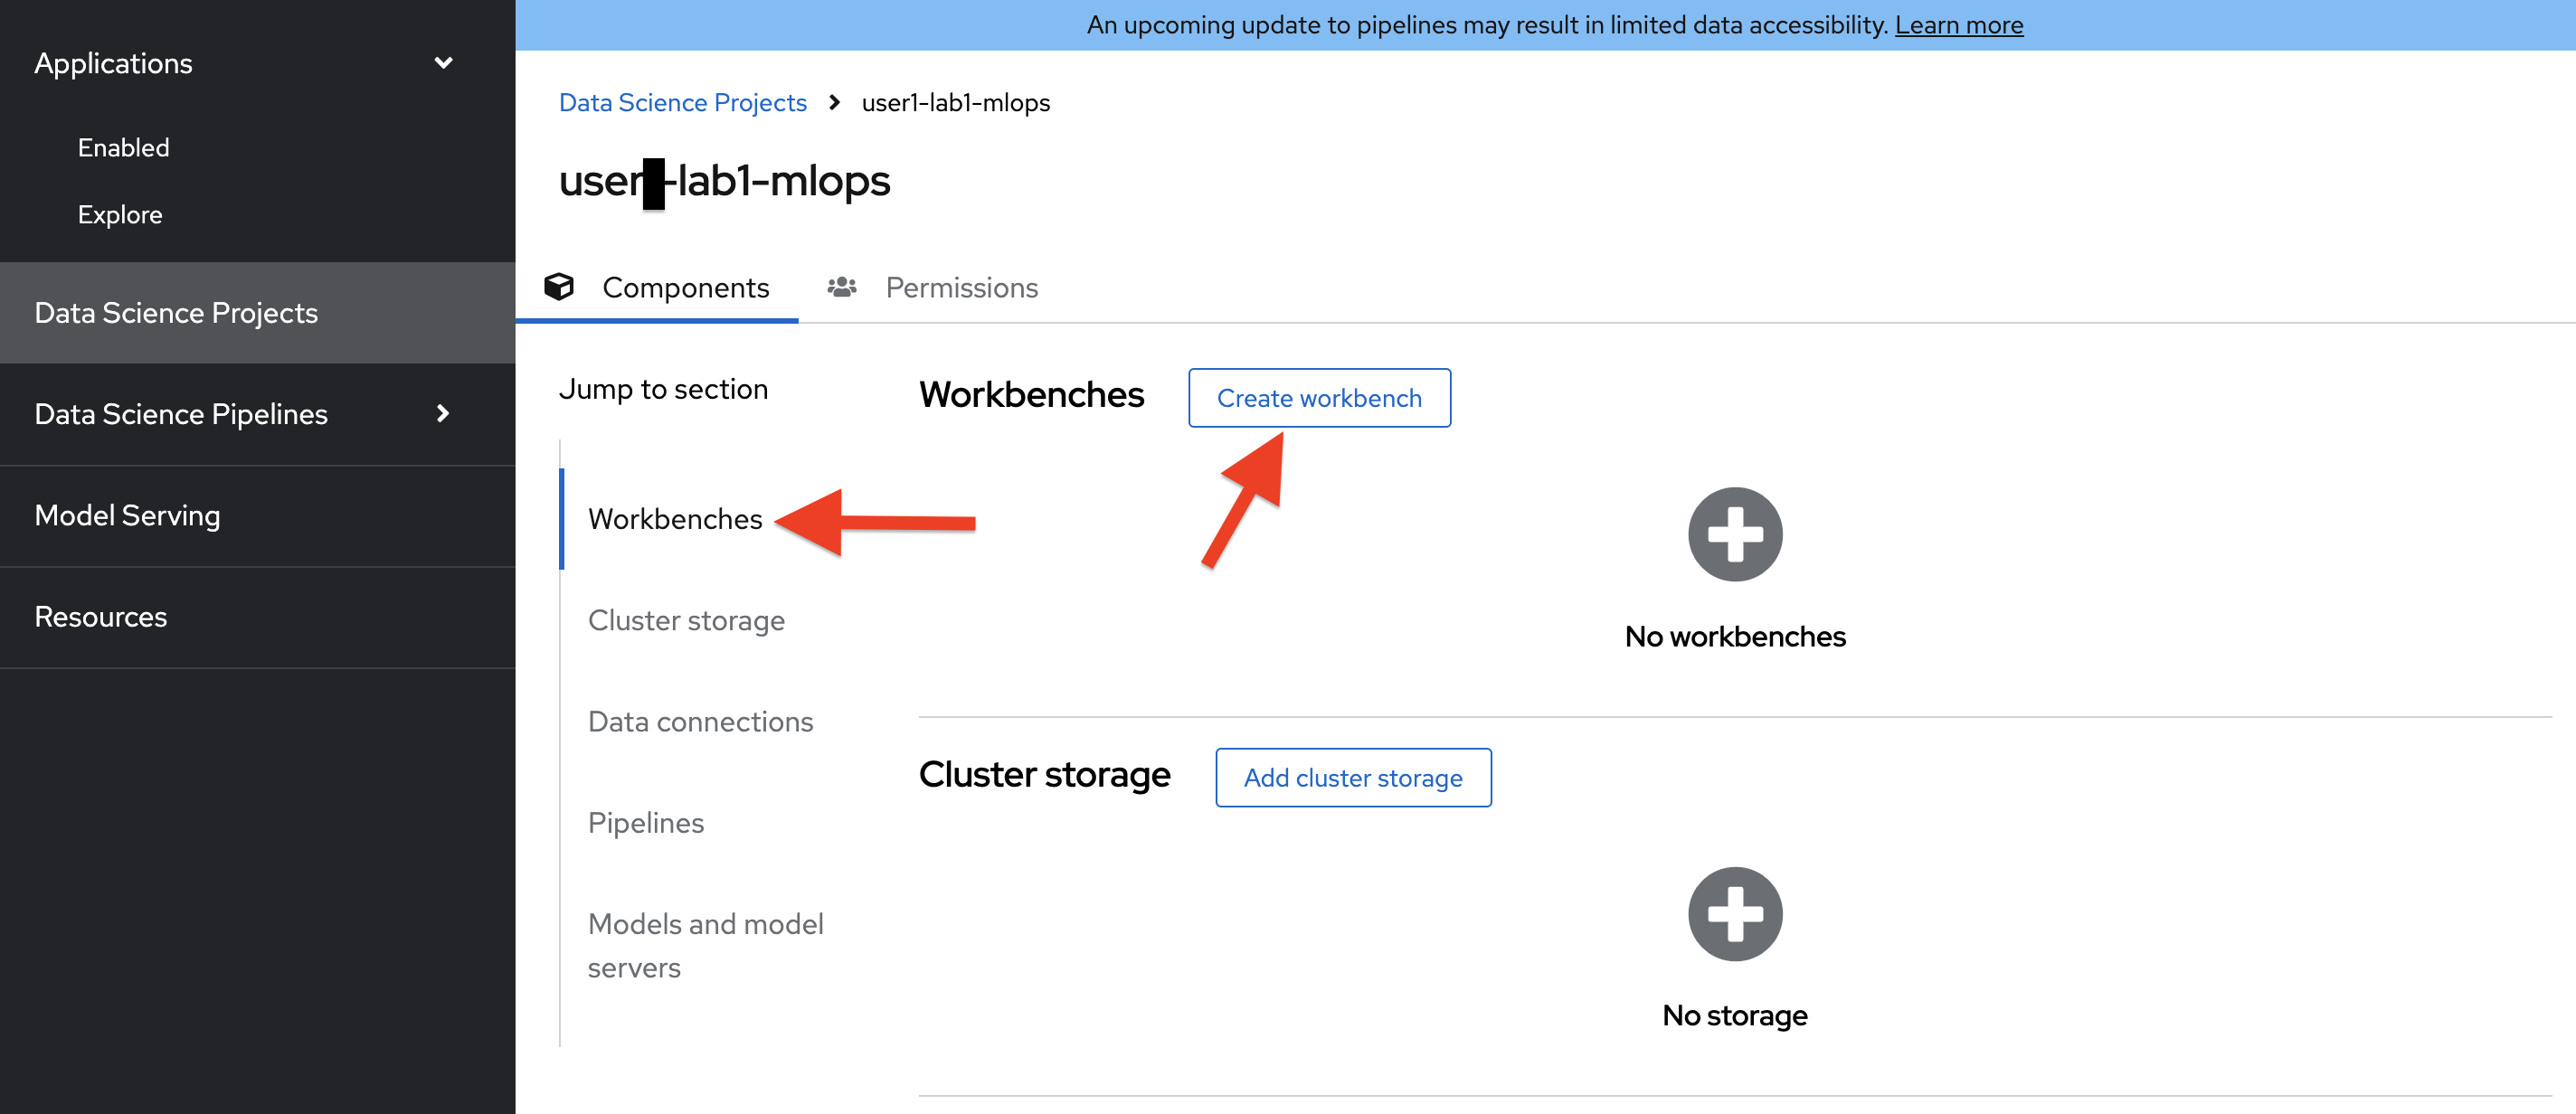 An upcoming update to pipelines may result in limited data accessibility. Learn more
Applications
Enabled
Explore
Data Science Projects
Data Science Pipelines
Model Serving
Resources
Data Science Projects > user1-lab1-mlops
user -lab1-mlops
Components
Permissions
Jump to section
Workbenches
Cluster storage
Data connections
Pipelines
Models and model
servers
Workbenches
Create workbench
No workbenches
Cluster storage
Add cluster storage
No storage